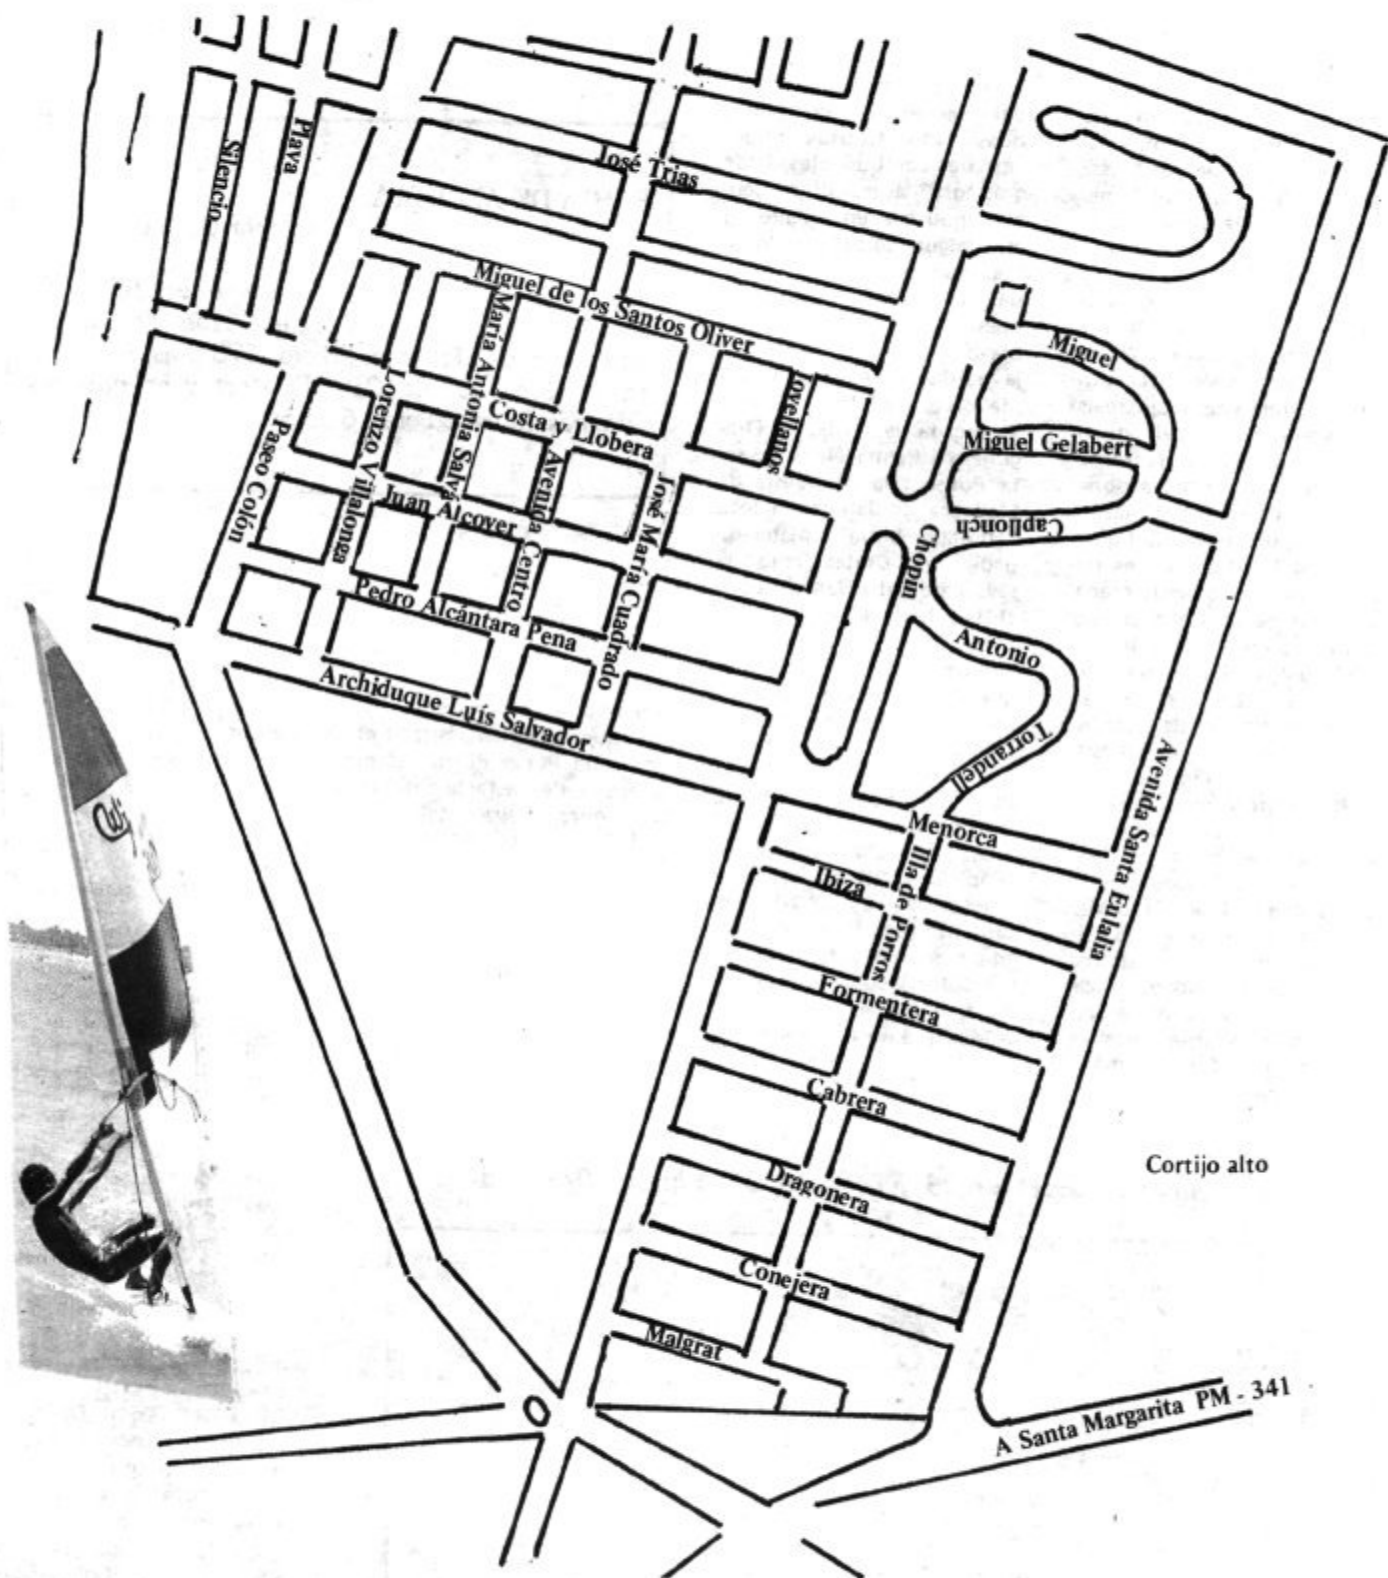 Silencio
Playa
José Trias
Miguel de los Santos Oliver
María Antonia Salvá
Lorenzo Villalonga
Jovellanos
Costa y Llobera
Paseo Colón
Juan Alcover
Avenida Centro
José María Cuadrado
Pedro Alcántara Pena
Archiduque Luís Salvador
Miguel
Miguel Gelabert
Capllonch
Chopin
Antonio
Torrandell
Menorca
Avenida Santa Eulalia
Illa de Porros
Ibiza
Formentera
Cabrera
Dragonera
Conejera
Malgrat
Cortijo alto
A Santa Margarita PM - 341